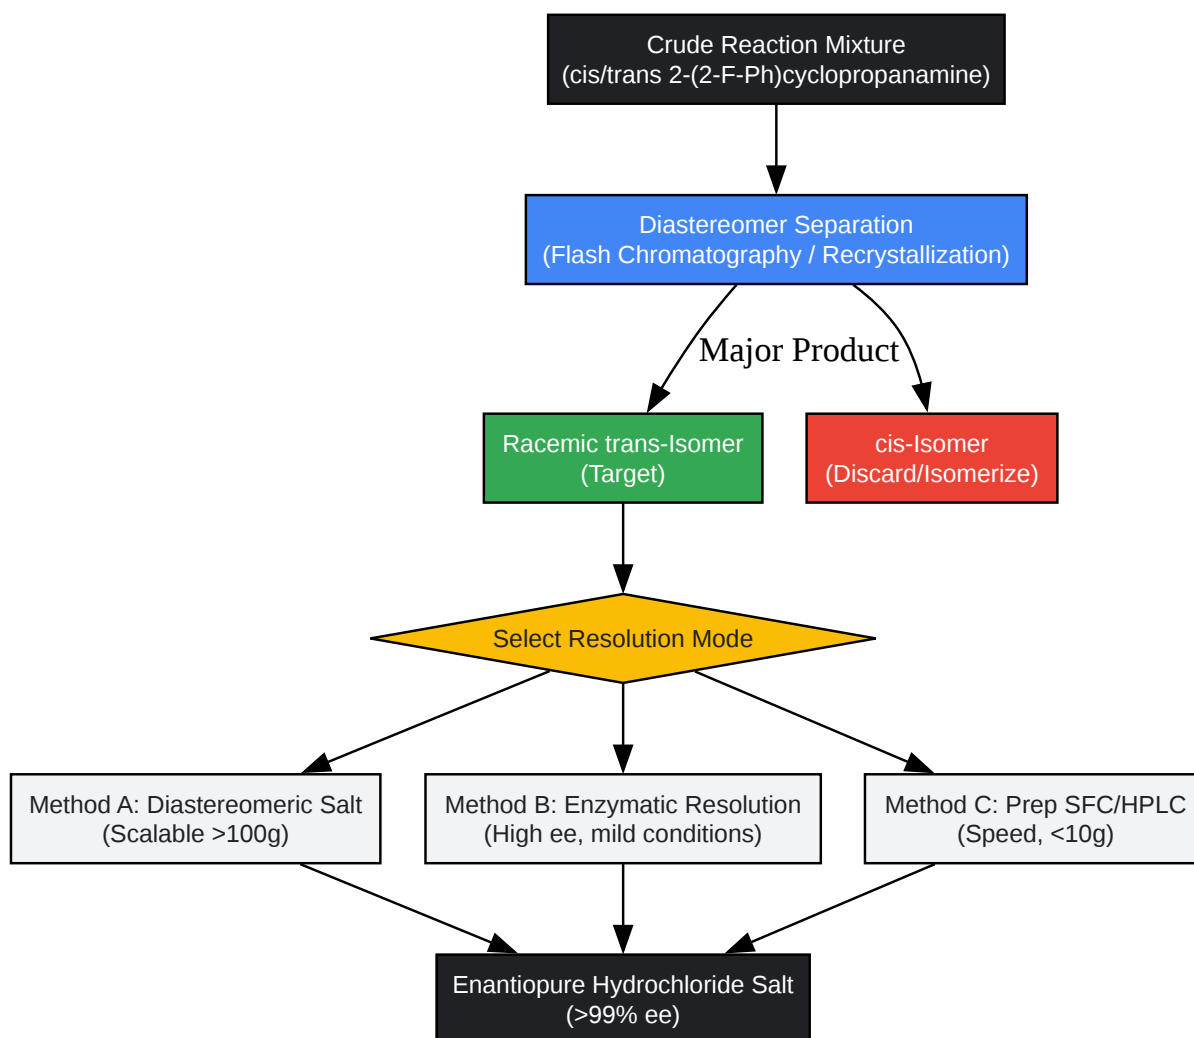 Crude Reaction Mixture
(cis/trans 2-(2-F-Ph)cyclopropanamine)
Diastereomer Separation
(Flash Chromatography / Recrystallization)
Major Product
Racemic trans-Isomer
(Target)
cis-Isomer
(Discard/Isomerize)
Select Resolution Mode
Method A: Diastereomeric Salt
(Scalable >100g)
Method B: Enzymatic Resolution
(High ee, mild conditions)
Method C: Prep SFC/HPLC
(Speed, <10g)
Enantiopure Hydrochloride Salt
(>99% ee)